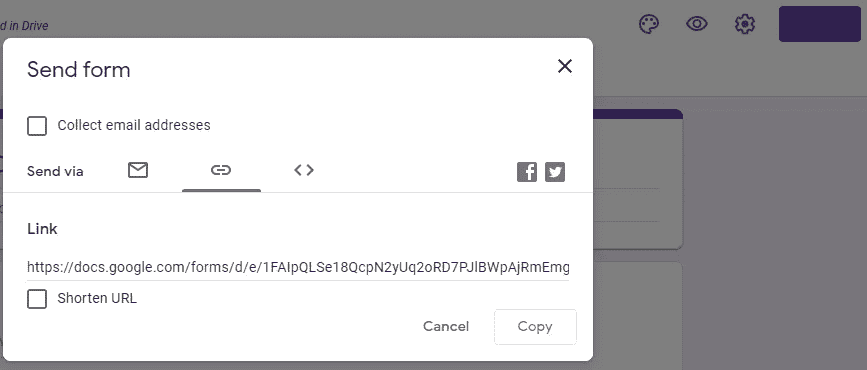 d in Drive
Send form
Collect email addresses
Send via
Link
https://docs.google.com/forms/d/e/1FAIpQLSe18QcpN2yUq2oRD7PJlBWpAjRmEmg
Shorten URL
Cancel
Copy